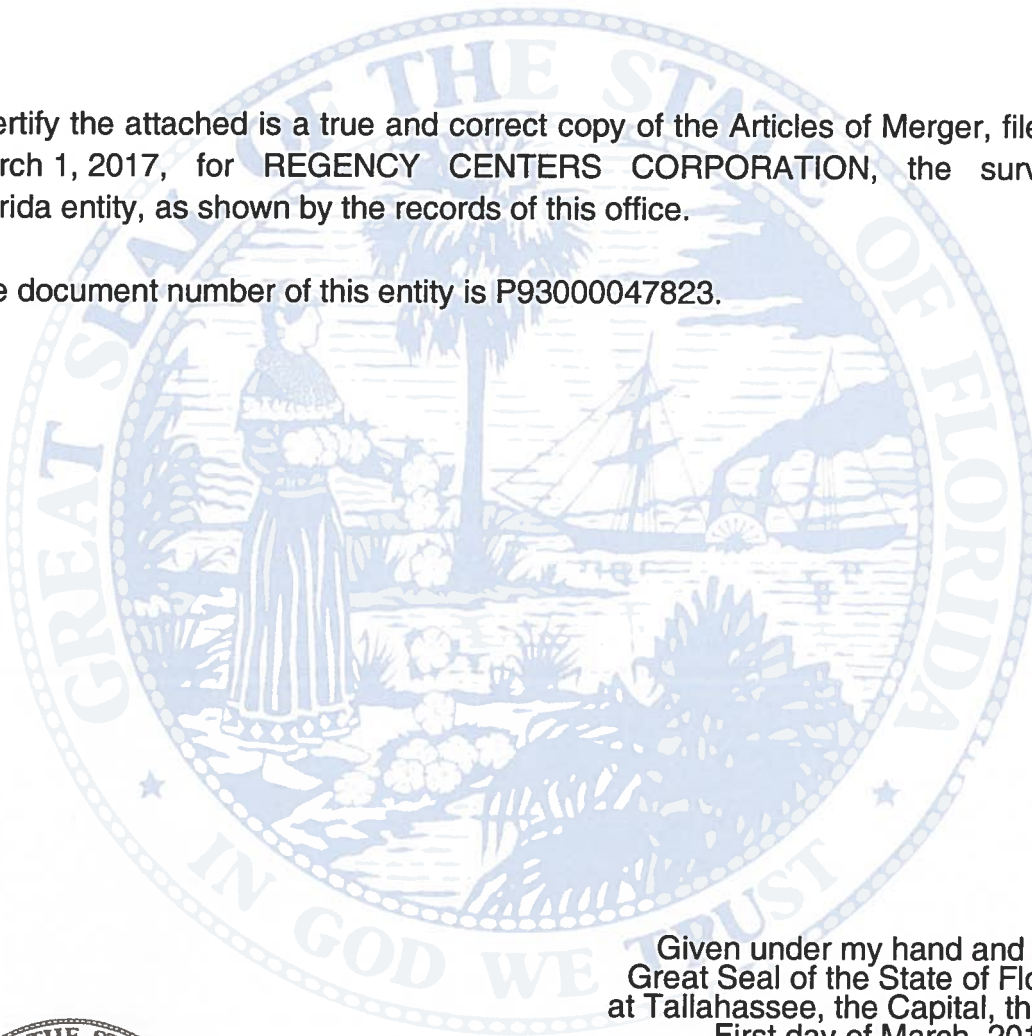 ertify the attached is a true and correct copy of the Articles of Merger, file
rch 1, 2017, for REGENCY CENTERS CORPORATION, the surv
rida entity, as shown by the records of this office.
e document number of this entity is P93000047823.
GREAT SEAL OF THE STATE OF FLORIDA
IN GOD WE TRUST
Given under my hand and
Great Seal of the State of Flo
at Tallahassee, the Capital, th
First day of March, 201
THE